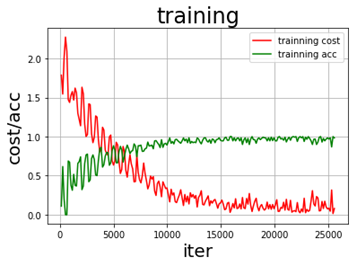 training
trainning cost
trainning acc
cost/acc
2.0
1.5
1.0
0.5
0.0
0 5000 10000 15000 20000 25000
iter